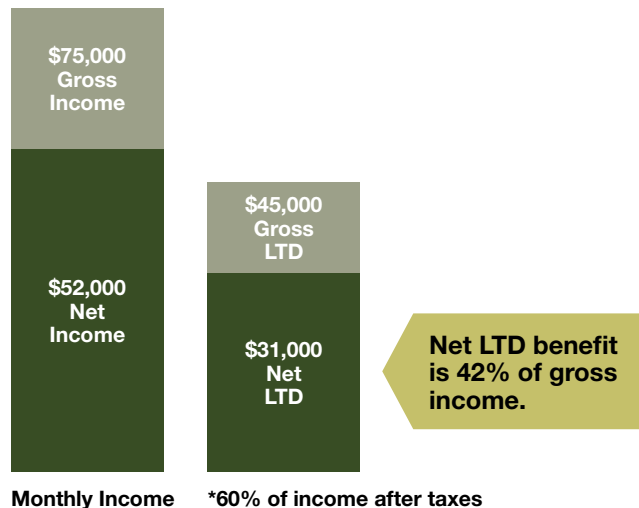 $75,000
Gross
Income
$52,000
Net
Income
$45,000
Gross
LTD
$31,000
Net
LTD
Net LTD benefit
is 42% of gross
income.
Monthly Income
*60% of income after taxes